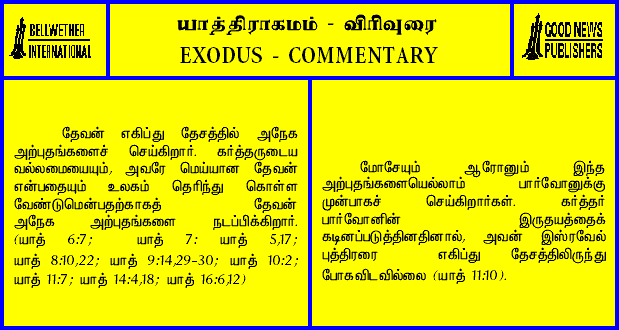 BELLWETHER
INTERNATIONAL
யாத்திராகமம் - விரிவுரை
EXODUS - COMMENTARY
GOOD NEWS
PUBLISHERS
தேவன் எகிப்து தேசத்தில் அநேக
அற்புதங்களைச் செய்கிறார். கர்த்தருடைய
வல்லமையையும், அவரே மெய்யான தேவன்
என்பதையும் உலகம் தெரிந்து கொள்ள
வேண்டுமென்பதற்காகத் தேவன்
அநேக அற்புதங்களை நடப்பிக்கிறார்.
(யாத் 6:7; யாத் 7: யாத் 5,17;
யாத் 8:10,22; யாத் 9:14,29-30; யாத் 10:2;
யாத் 11:7; யாத் 14:4,18; யாத் 16:6,12)
மோசேயும் ஆரோனும் இந்த
அற்புதங்களையெல்லாம் பார்வோனுக்கு
முன்பாகச் செய்கிறார்கள். கர்த்தர்
பார்வோனின் இருதயத்தைக்
கடினப்படுத்தினதினால், அவன் இஸ்ரவேல்
புத்திரரை எகிப்து தேசத்திலிருந்து
போகவிடவில்லை (யாத் 11:10).